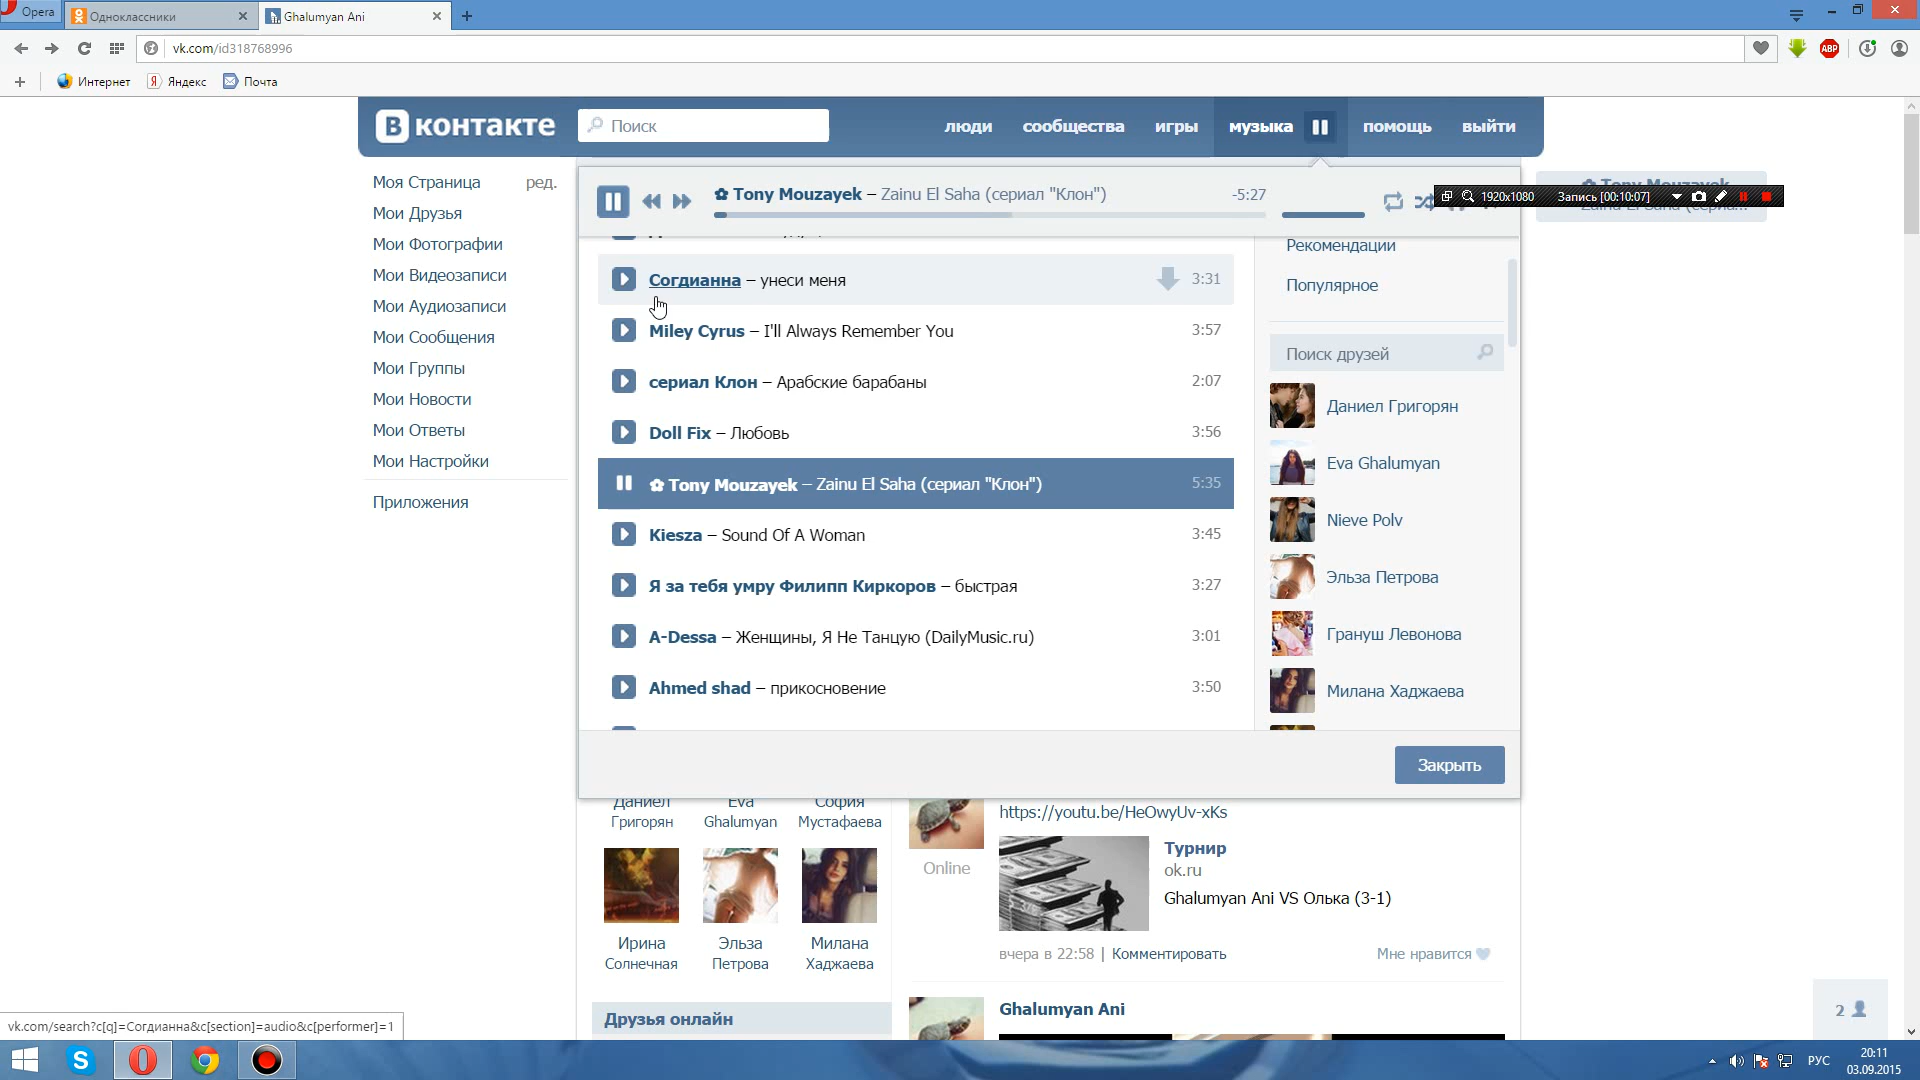 Opera
Одноклассники
Ghalumyan Ani
vk.com/id318768996
ABP
Интернет
Яндекс
Почта
В контакте
Поиск
люди
сообщества
игры
музыка
помощь
выйти
Моя Страница
ред.
Мои Друзья
Мои Фотографии
Мои Видеозаписи
Мои Аудиозаписи
Мои Сообщения
Мои Группы
Мои Новости
Мои Ответы
Мои Настройки
Приложения
✿ Tony Mouzayek – Zainu El Saha (сериал "Клон")
-5:27
1920x1080
Запись [00:10:07]
Согдианна – унеси меня
3:31
Miley Cyrus – I'll Always Remember You
3:57
сериал Клон – Арабские барабаны
2:07
Doll Fix – Любовь
3:56
✿ Tony Mouzayek – Zainu El Saha (сериал "Клон")
5:35
Kiesza – Sound Of A Woman
3:45
Я за тебя умру Филипп Киркоров – быстрая
3:27
A-Dessa – Женщины, Я Не Танцую (DailyMusic.ru)
3:01
Ahmed shad – прикосновение
3:50
Рекомендации
Популярное
Поиск друзей
Даниел Григорян
Eva Ghalumyan
Nieve Polv
Эльза Петрова
Грануш Левонова
Милана Хаджаева
Закрыть
Даниел
Григорян
Eva
Ghalumyan
София
Мустафаева
Ирина
Солнечная
Эльза
Петрова
Милана
Хаджаева
Друзья онлайн
Online
https://youtu.be/HeOwyUv-xKs
Турнир
ok.ru
Ghalumyan Ani VS Олька (3-1)
вчера в 22:58 | Комментировать
Мне нравится
Ghalumyan Ani
2
vk.com/search?c[q]=Согдианна&c[section]=audio&c[performer]=1
РУС
20:11
03.09.2015